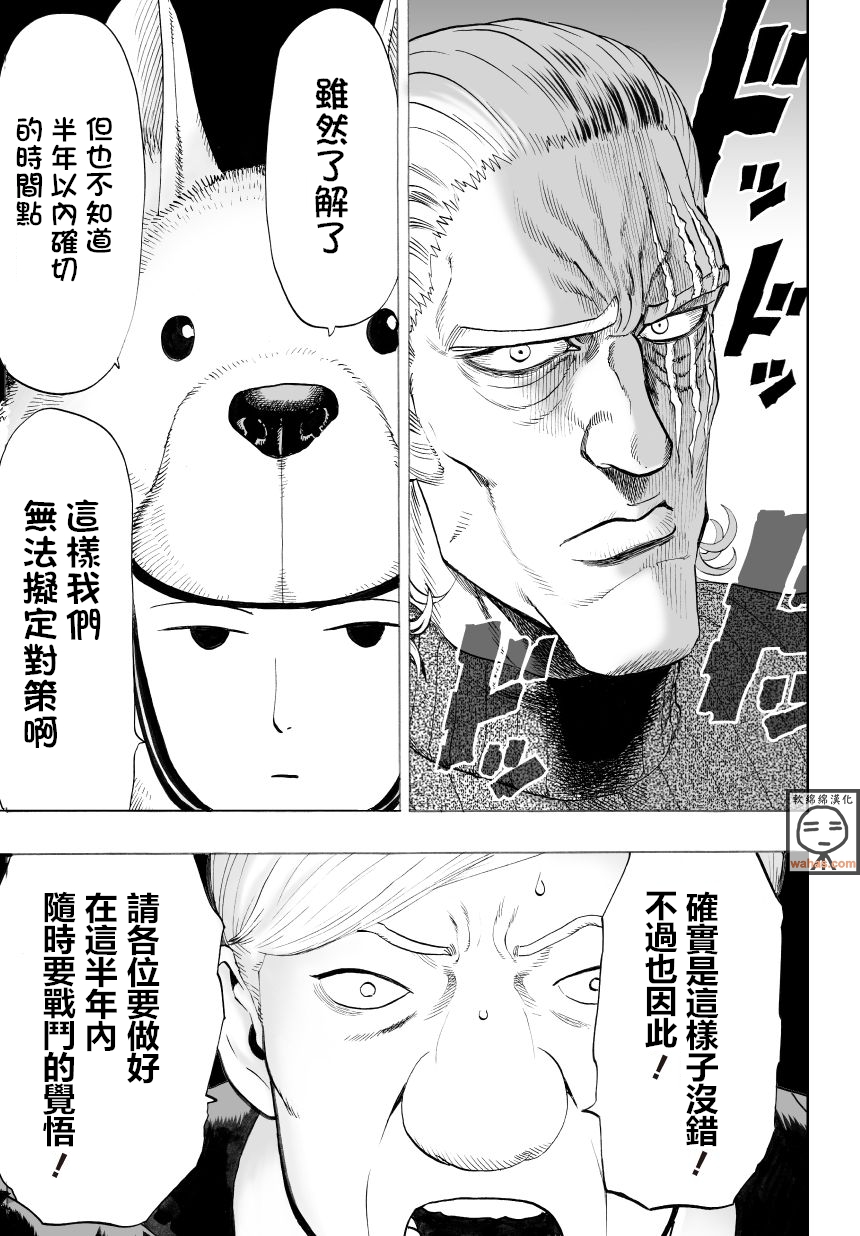 ドッ
ドッ
ドッ
ドッ
雖然了解了
但也不知道
半年以內確切
的時間點
這樣我們
無法擬定對策啊
軟綿綿漢化
wahas.com
確實是這樣子沒錯！
不過也因此！
請各位要做好
在這半年內
隨時要戰鬥的覺悟！